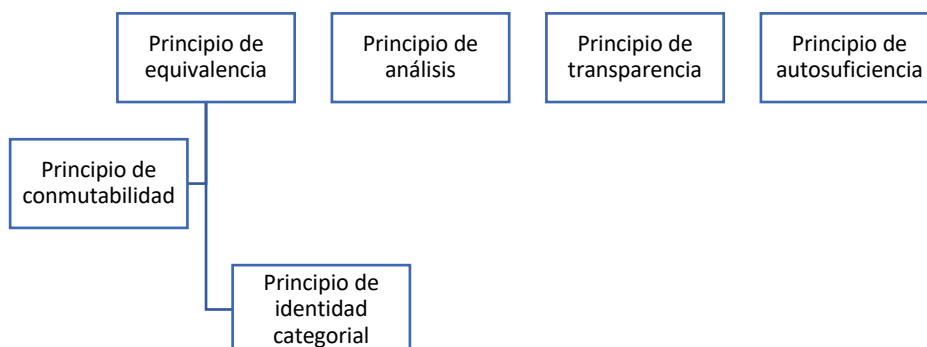 Principio de
equivalencia
Principio de
análisis
Principio de
transparencia
Principio de
autosuficiencia
Principio de
conmutabilidad
Principio de
identidad
categorial